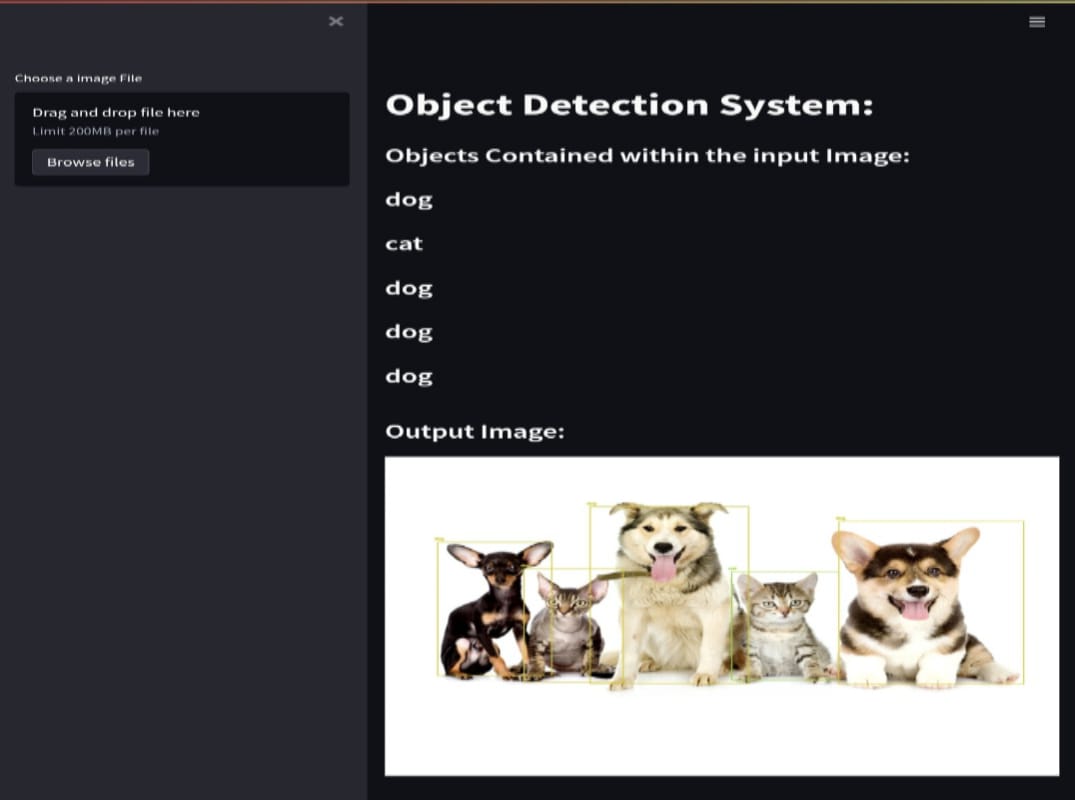 Choose a image File
Drag and drop file here
Limit 200MB per file
Browse files
Object Detection System:
Objects Contained within the input Image:
dog
cat
dog
dog
dog
Output Image: